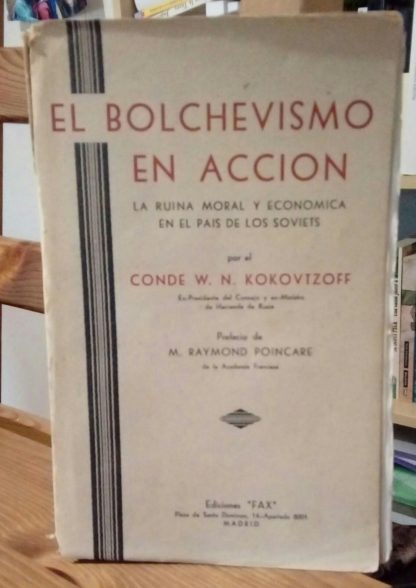 EL BOLCHEVISMO
EN ACCION
LA RUINA MORAL Y ECONOMICA
EN EL PAIS DE LOS SOVIETS
por el
CONDE W. N. KOKOVTZOFF
Ex-Presidente del Consejo y ex-Ministro
de Hacienda de Rusia
Prefacio de
M. RAYMOND POINCARE
de la Academia Francesa
Ediciones "FAX"
Plaza de Santo Domingo, 14.-Apartado 8001
MADRID